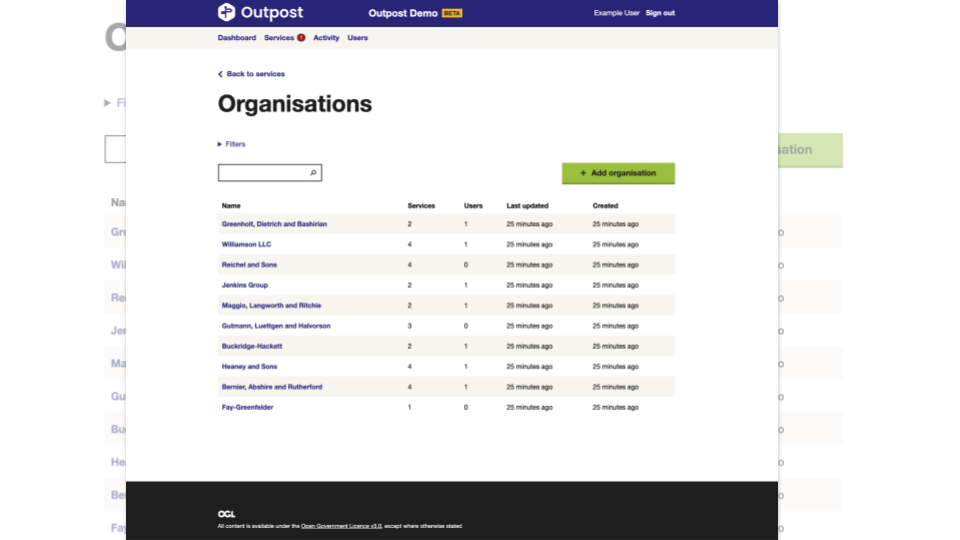 Outpost
Outpost Demo BETA
Example User Sign out
Dashboard Services 1 Activity Users
Back to services
Organisations
Filters
+ Add organisation
Name Services Users Last updated Created
Greenholt, Dietrich and Bashirian 2 1 25 minutes ago 25 minutes ago
Williamson LLC 4 1 25 minutes ago 25 minutes ago
Reichel and Sons 4 0 25 minutes ago 25 minutes ago
Jenkins Group 2 1 25 minutes ago 25 minutes ago
Maggio, Langworth and Ritchie 2 1 25 minutes ago 25 minutes ago
Gutmann, Luettgen and Halvorson 3 0 25 minutes ago 25 minutes ago
Buckridge-Hackett 2 1 25 minutes ago 25 minutes ago
Heaney and Sons 4 1 25 minutes ago 25 minutes ago
Bernier, Abshire and Rutherford 4 1 25 minutes ago 25 minutes ago
Fay-Greenfelder 1 0 25 minutes ago 25 minutes ago
OGL
All content is available under the Open Government Licence v3.0, except where otherwise stated